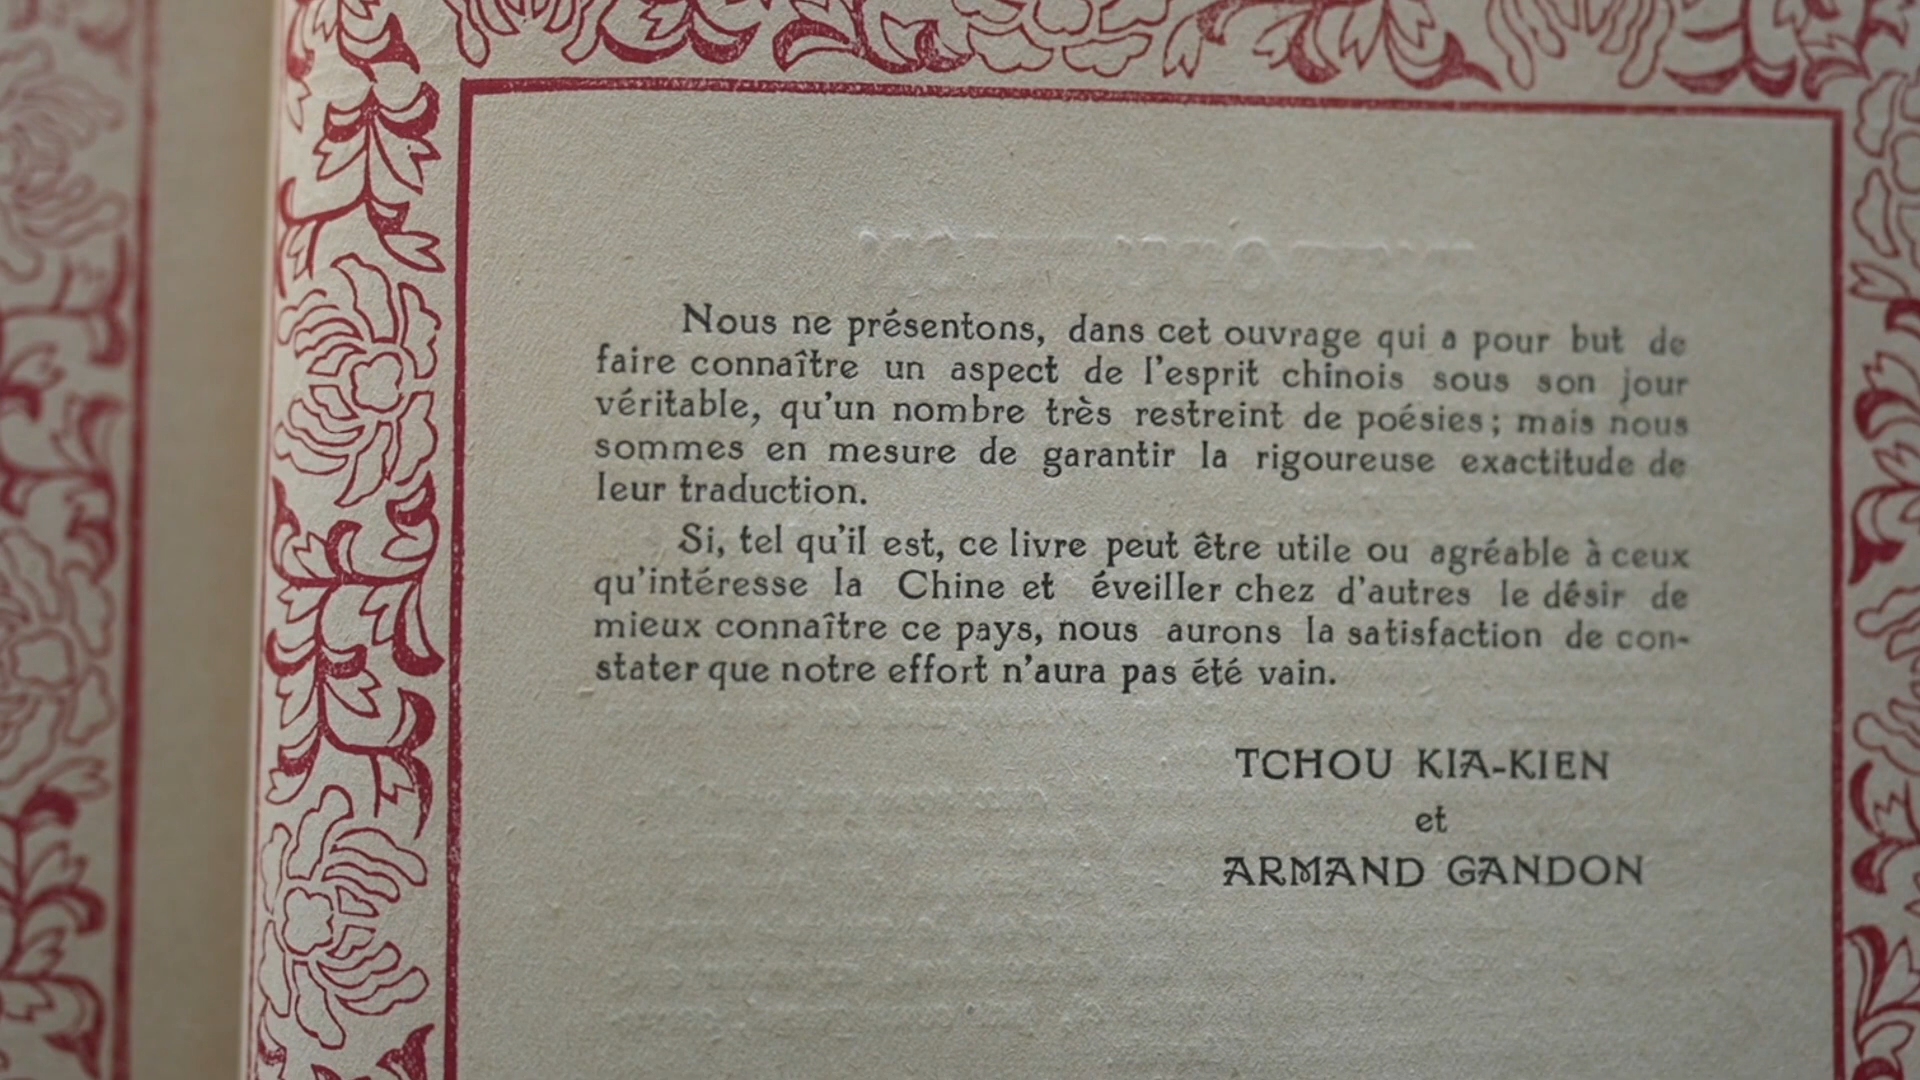 Nous ne présentons, dans cet ouvrage qui a pour but de
faire connaître un aspect de l'esprit chinois sous son jour
véritable, qu'un nombre très restreint de poésies; mais nous
sommes en mesure de garantir la rigoureuse exactitude de
leur traduction.
Si, tel qu'il est, ce livre peut être utile ou agréable à ceux
qu'intéresse la Chine et éveiller chez d'autres le désir de
mieux connaître ce pays, nous aurons la satisfaction de con-
stater que notre effort n'aura pas été vain.
TCHOU KIA-KIEN
et
ARMAND GANDON